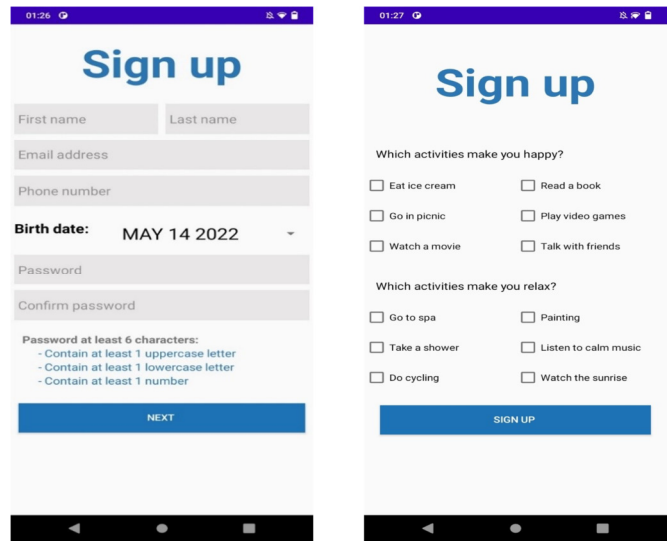 01:26
Sign up
First name Last name
Email address
Phone number
Birth date: MAY 14 2022
Password
Confirm password
Password at least 6 characters:
- Contain at least 1 uppercase letter
- Contain at least 1 lowercase letter
- Contain at least 1 number
NEXT
01:27
Sign up
Which activities make you happy?
Eat ice cream Read a book
Go in picnic Play video games
Watch a movie Talk with friends
Which activities make you relax?
Go to spa Painting
Take a shower Listen to calm music
Do cycling Watch the sunrise
SIGN UP